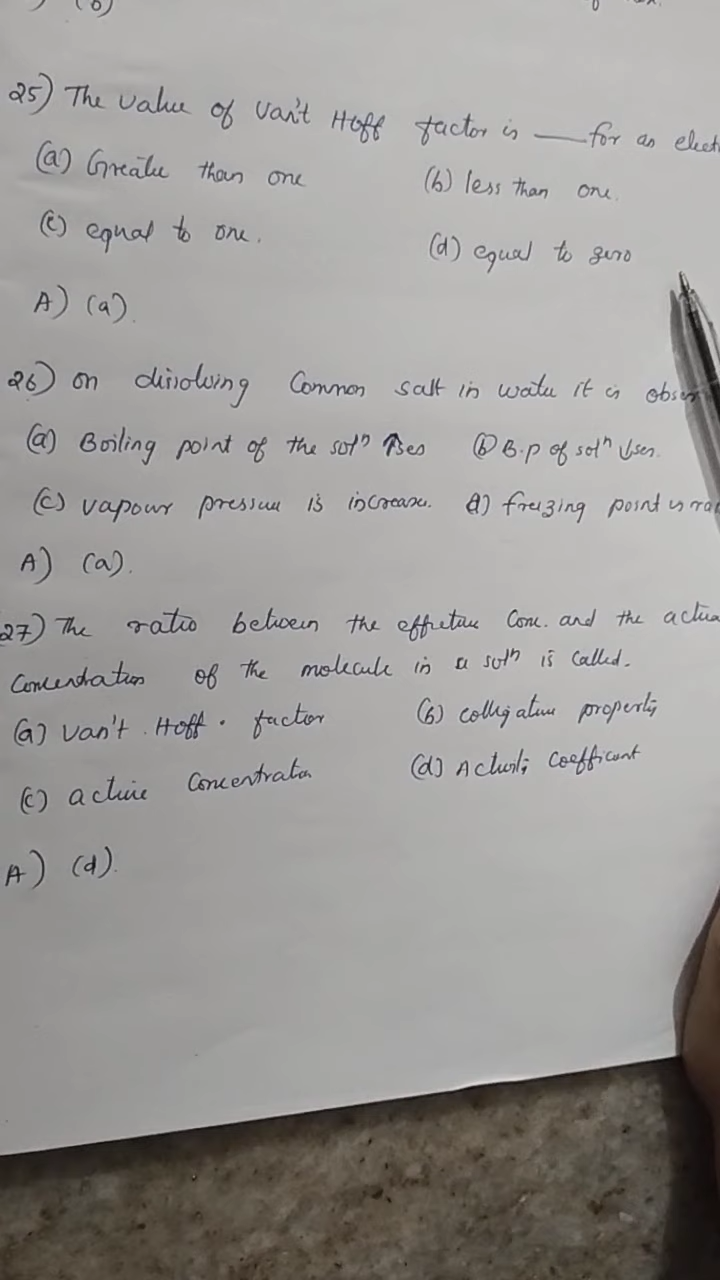 (b)
25) The value of Van't Hoff factor is — for an elect
(a) Greater than one (b) less than one.
(c) equal to one. (d) equal to zero
A) (a).
26) on dissolving Common salt in water it is obser
(a) Boiling point of the solⁿ ↑ses (b) B.p of solⁿ ↓ses.
(c) vapour pressure is increase. d) freezing point is rai
A) (a).
27) The ratio between the effective Conc. and the actua
Concentration of the molecule in a solⁿ is called.
(a) Van't Hoff. factor (b) colligative property
(c) active Concentration (d) Activity Coefficient
A) (d).